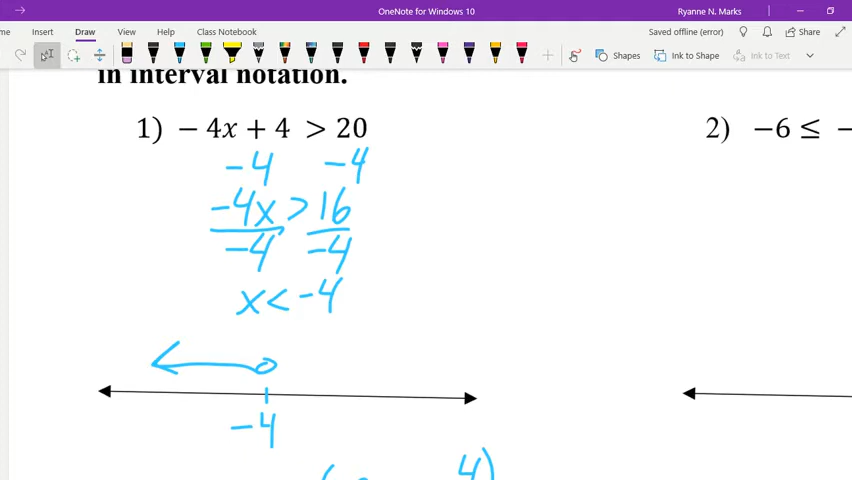 OneNote for Windows 10
Ryanne N. Marks
Insert Draw View Help Class Notebook
Saved offline (error) Share
Shapes Ink to Shape Ink to Text
in interval notation.
1) −4x + 4 > 20
-4 -4
-4x > 16
-4 -4
x < -4
-4
4)
2) −6 ≤ −